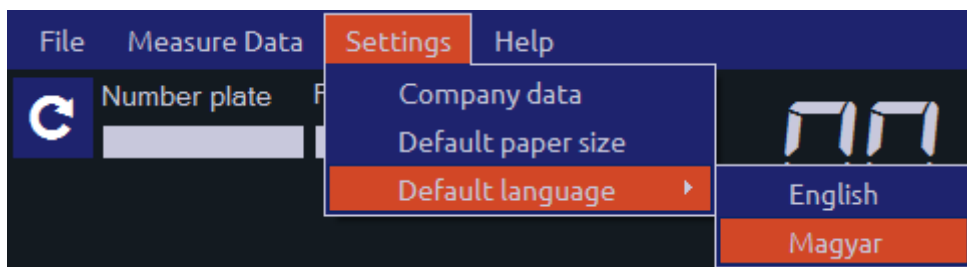 File Measure Data Settings Help
Number plate F
Company data
Default paper size
Default language
English
Magyar